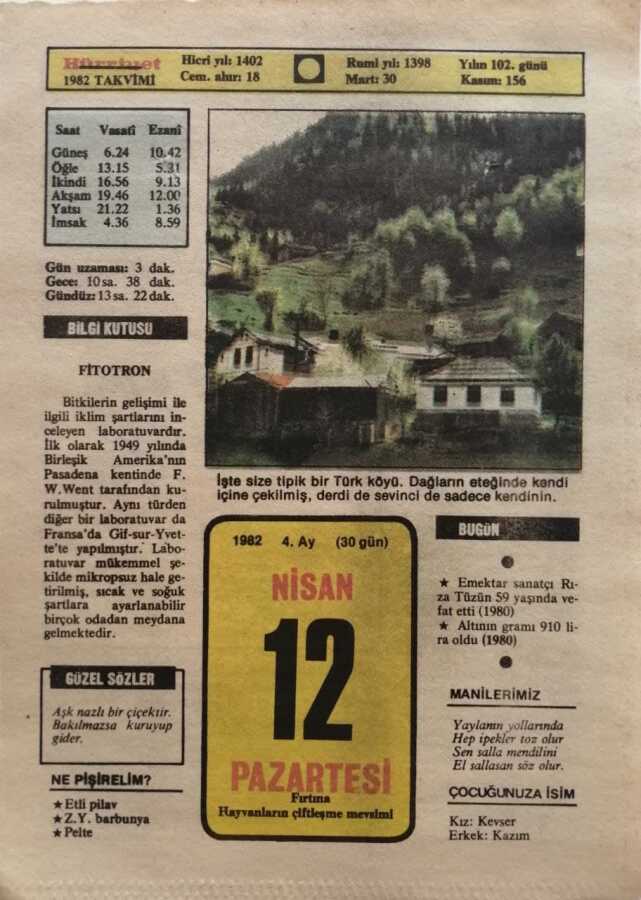 Hürriyet
1982 TAKVİMİ
Hicri yıl: 1402
Cem. ahır: 18
Rumi yıl: 1398
Mart: 30
Yılın 102. günü
Kasım: 156
Saat Vasatî Ezanî
Güneş 6.24 10.42
Öğle 13.15 5.31
İkindi 16.56 9.13
Akşam 19.46 12.00
Yatsı 21.22 1.36
İmsak 4.36 8.59
Gün uzaması: 3 dak.
Gece: 10 sa. 38 dak.
Gündüz: 13 sa. 22 dak.
BİLGİ KUTUSU
FİTOTRON
Bitkilerin gelişimi ile
ilgili iklim şartlarını in-
celeyen laboratuvardır.
İlk olarak 1949 yılında
Birleşik Amerika'nın
Pasadena kentinde F.
W.Went tarafından ku-
rulmuştur. Aynı türden
diğer bir laboratuvar da
Fransa'da Gif-sur-Yvet-
te'te yapılmıştır. Labo-
ratuvar mükemmel şe-
kilde mikropsuz hale ge-
tirilmiş, sıcak ve soğuk
şartlara ayarlanabilir
birçok odadan meydana
gelmektedir.
GÜZEL SÖZLER
Aşk nazlı bir çiçektir.
Bakılmazsa kuruyup
gider.
NE PİŞİRELİM?
★ Etli pilav
★ Z.Y. barbunya
★ Pelte
İşte size tipik bir Türk köyü. Dağların eteğinde kendi
içine çekilmiş, derdi de sevinci de sadece kendinin.
1982 4. Ay (30 gün)
NİSAN
12
PAZARTESİ
Fırtına
Hayvanların çiftleşme mevsimi
BUGÜN
★ Emektar sanatçı Rı-
za Tüzün 59 yaşında ve-
fat etti (1980)
★ Altının gramı 910 li-
ra oldu (1980)
MANİLERİMİZ
Yaylanın yollarında
Hep ipekler toz olur
Sen salla mendilini
El sallasan söz olur.
ÇOCUĞUNUZA İSİM
Kız: Kevser
Erkek: Kazım